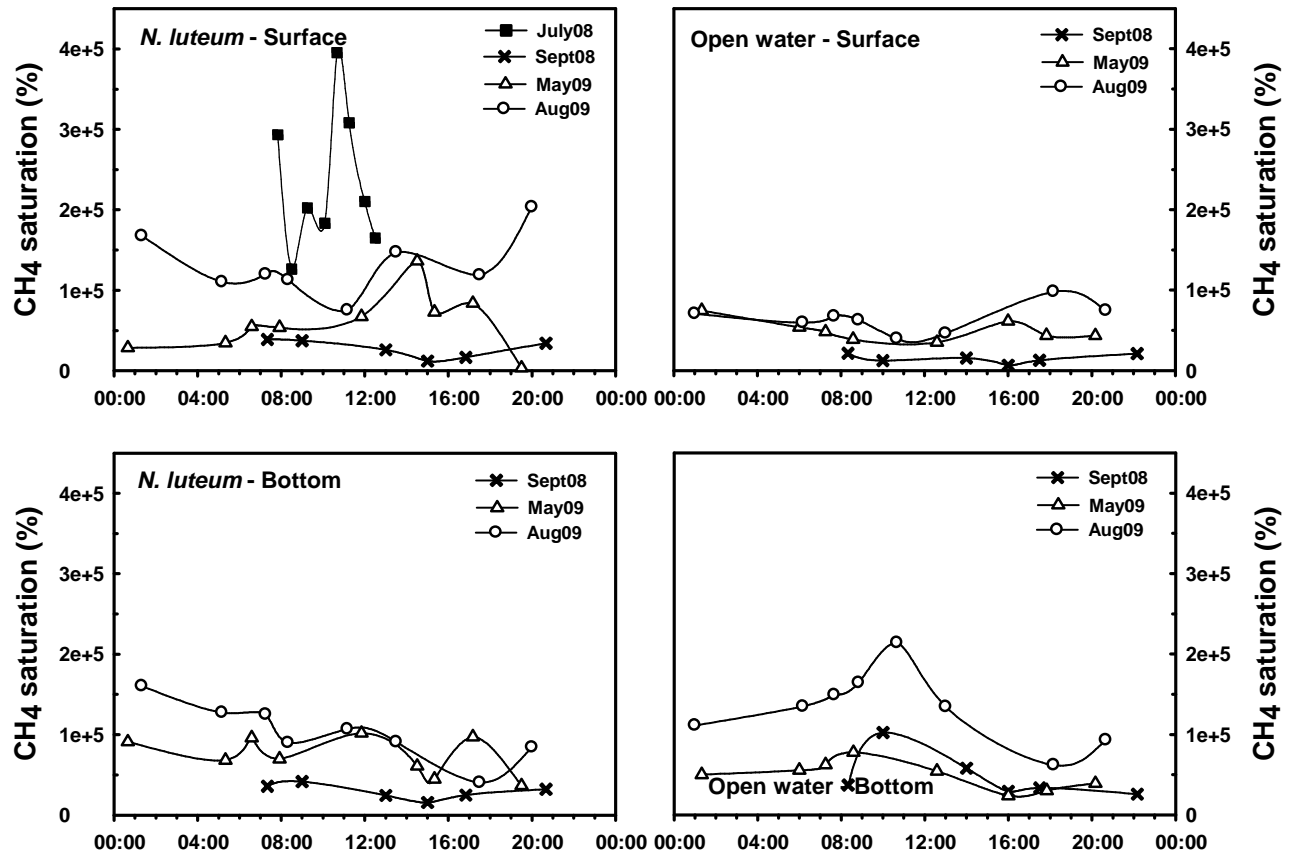 N. luteum - Surface
July08
Sept08
May09
Aug09
CH4 saturation (%)
4e+5
3e+5
2e+5
1e+5
0
00:00 04:00 08:00 12:00 16:00 20:00 00:00
Open water - Surface
Sept08
May09
Aug09
CH4 saturation (%)
4e+5
3e+5
2e+5
1e+5
0
00:00 04:00 08:00 12:00 16:00 20:00 00:00
N. luteum - Bottom
Sept08
May09
Aug09
CH4 saturation (%)
4e+5
3e+5
2e+5
1e+5
0
00:00 04:00 08:00 12:00 16:00 20:00 00:00
Sept08
May09
Aug09
CH4 saturation (%)
4e+5
3e+5
2e+5
1e+5
0
Open water - Bottom
00:00 04:00 08:00 12:00 16:00 20:00 00:00